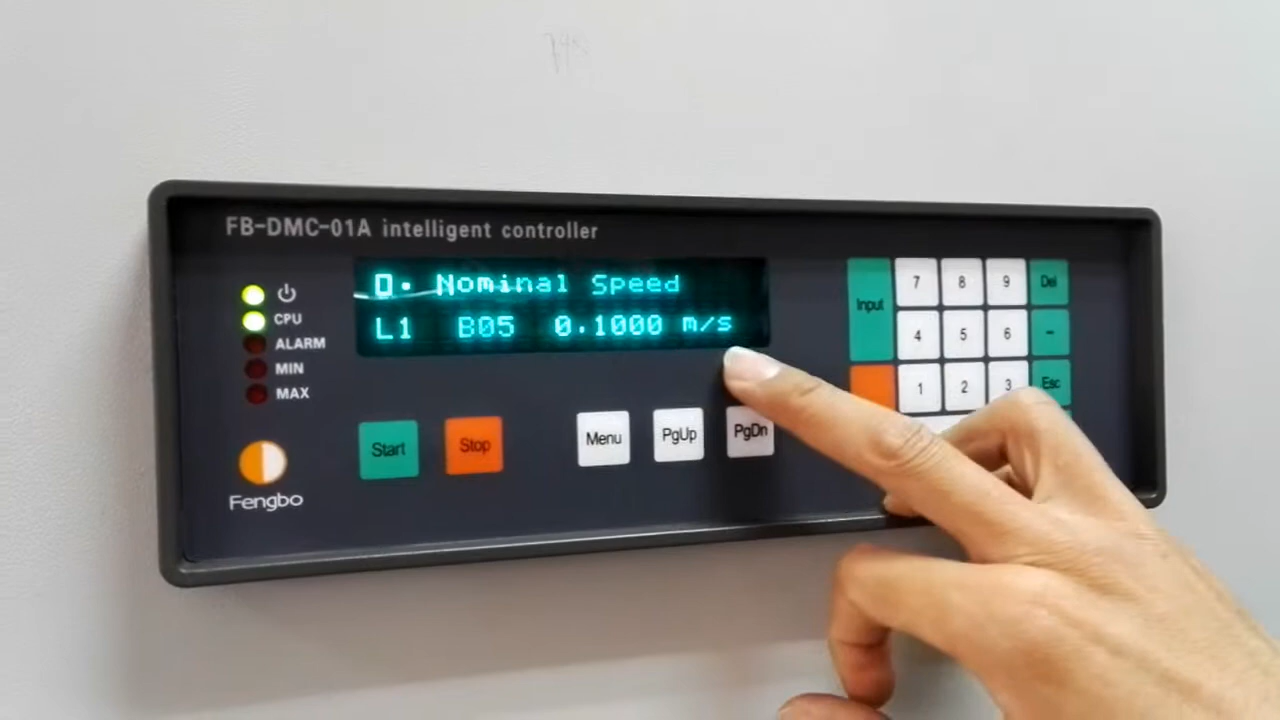 FB-DMC-01A intelligent controller
0. Nominal Speed
L1 B05 0.1000 m/s
CPU
ALARM
MIN
MAX
Fengbo
Start
Stop
Menu
PgUp
PgDn
Input
7 8 9 Del
4 5 6 -
1 2 3 Esc